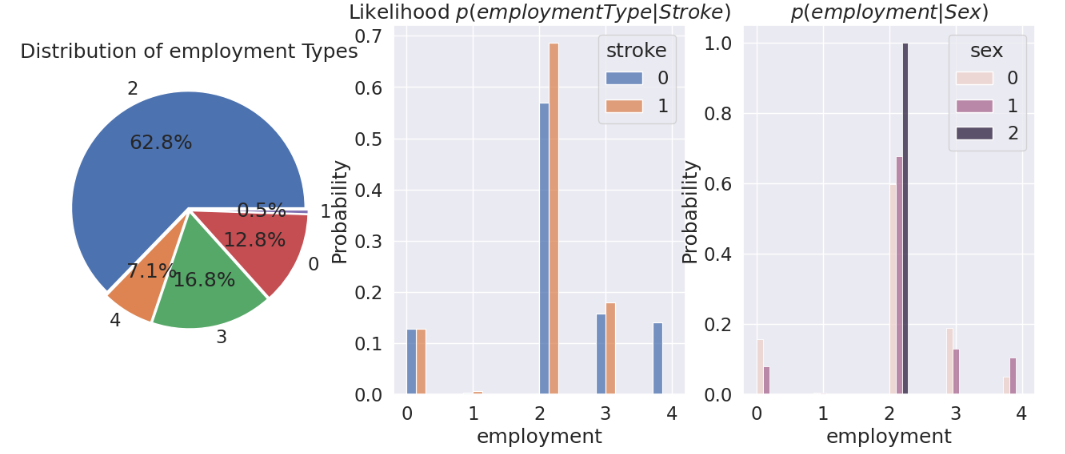 Distribution of employment Types
2
62.8%
0.5%
1
12.8%
0
7.1%
16.8%
4
3
Likelihood p(employmentType|Stroke)
0.7
0.6
0.5
0.4
0.3
0.2
0.1
0.0
Probability
stroke
0
1
0 1 2 3 4
employment
p(employment|Sex)
1.0
0.8
0.6
0.4
0.2
0.0
Probability
sex
0
1
2
0 1 2 3 4
employment